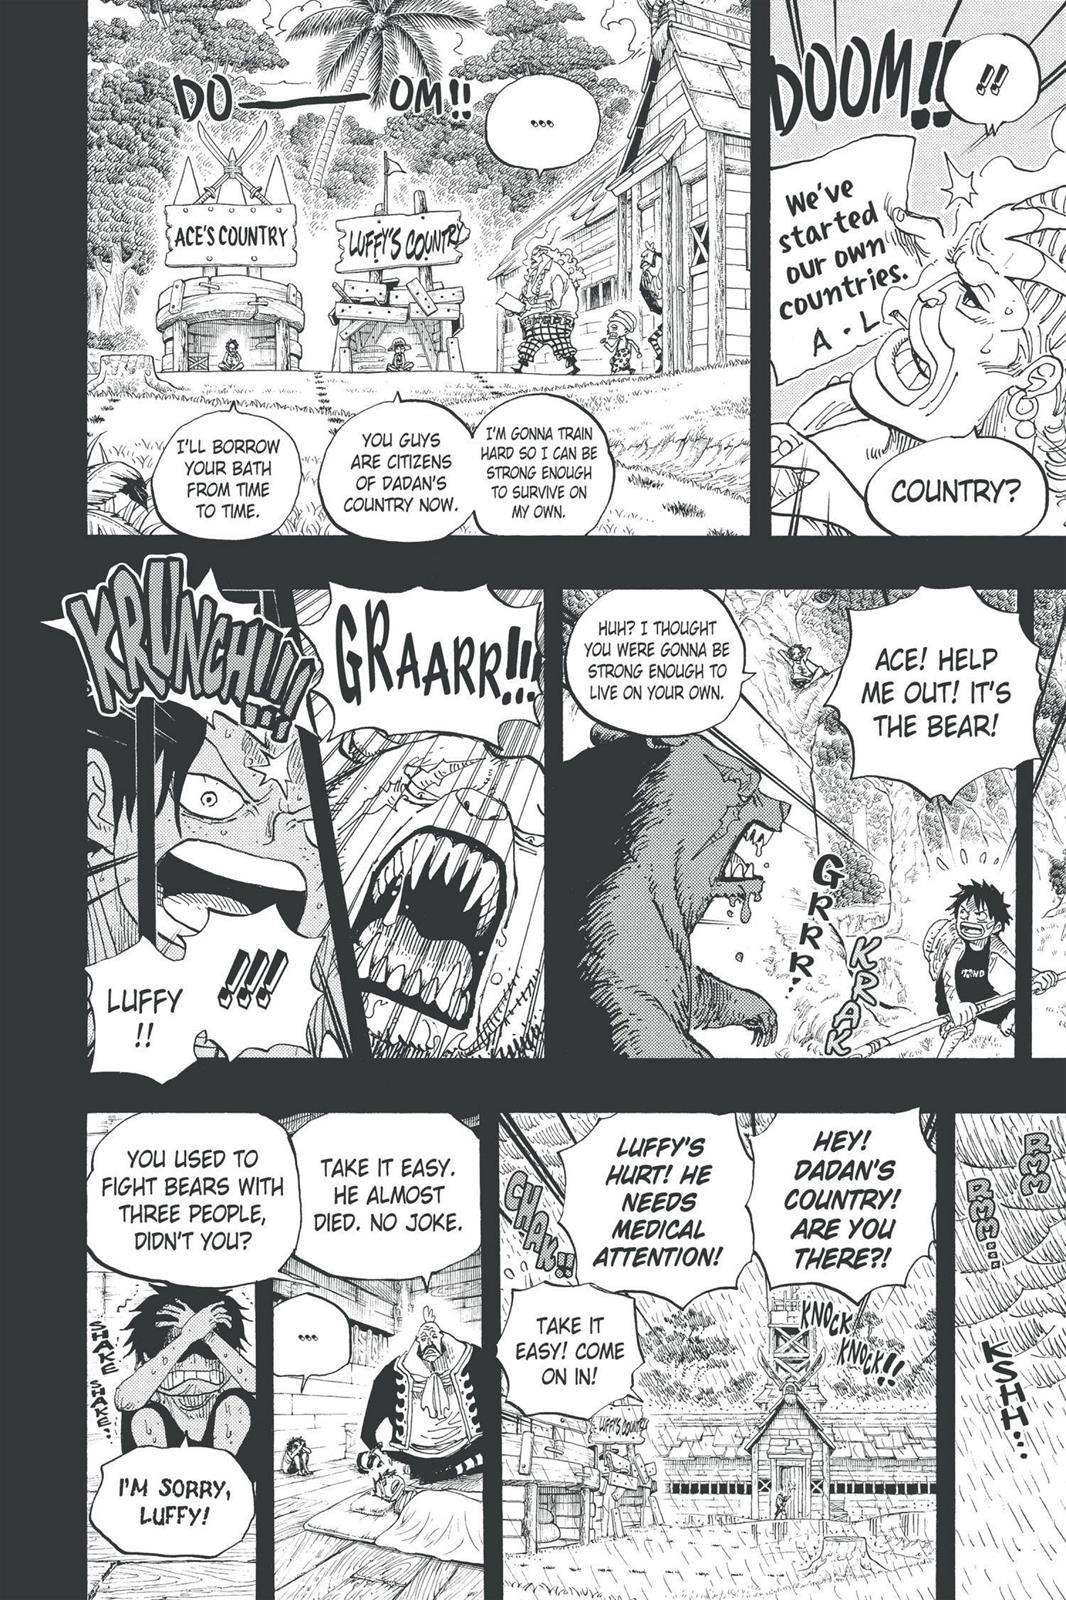 DOOM!!
!!
We've
started
our own
countries.
A・L
COUNTRY?
DO
OM!!
...
ACE'S COUNTRY
LUFFY'S COUNTRY
I'M GONNA TRAIN
HARD SO I CAN BE
STRONG ENOUGH
TO SURVIVE ON
MY OWN.
YOU GUYS
ARE CITIZENS
OF DADAN'S
COUNTRY NOW.
I'LL BORROW
YOUR BATH
FROM TIME
TO TIME.
ACE! HELP
ME OUT! IT'S
THE BEAR!
HUH? I THOUGHT
YOU WERE GONNA BE
STRONG ENOUGH TO
LIVE ON YOUR OWN.
GRRR!
KRAK
GRAARR!!!
KRUNCH!!!
!!!
LUFFY
!!
RMM
RMM...
KSHH...
HEY!
DADAN'S
COUNTRY!
ARE YOU
THERE?!
LUFFY'S
HURT! HE
NEEDS
MEDICAL
ATTENTION!
CHAK!!
KNOCK
KNOCK!!
TAKE IT
EASY! COME
ON IN!
LUFFY'S COUNTRY
TAKE IT EASY.
HE ALMOST
DIED. NO JOKE.
...
YOU USED TO
FIGHT BEARS WITH
THREE PEOPLE,
DIDN'T YOU?
SHAKE
SHAKE...
I'M SORRY,
LUFFY!